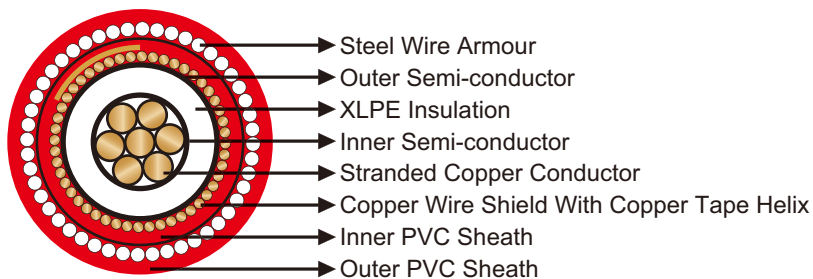 Steel Wire Armour
Outer Semi-conductor
XLPE Insulation
Inner Semi-conductor
Stranded Copper Conductor
Copper Wire Shield With Copper Tape Helix
Inner PVC Sheath
Outer PVC Sheath